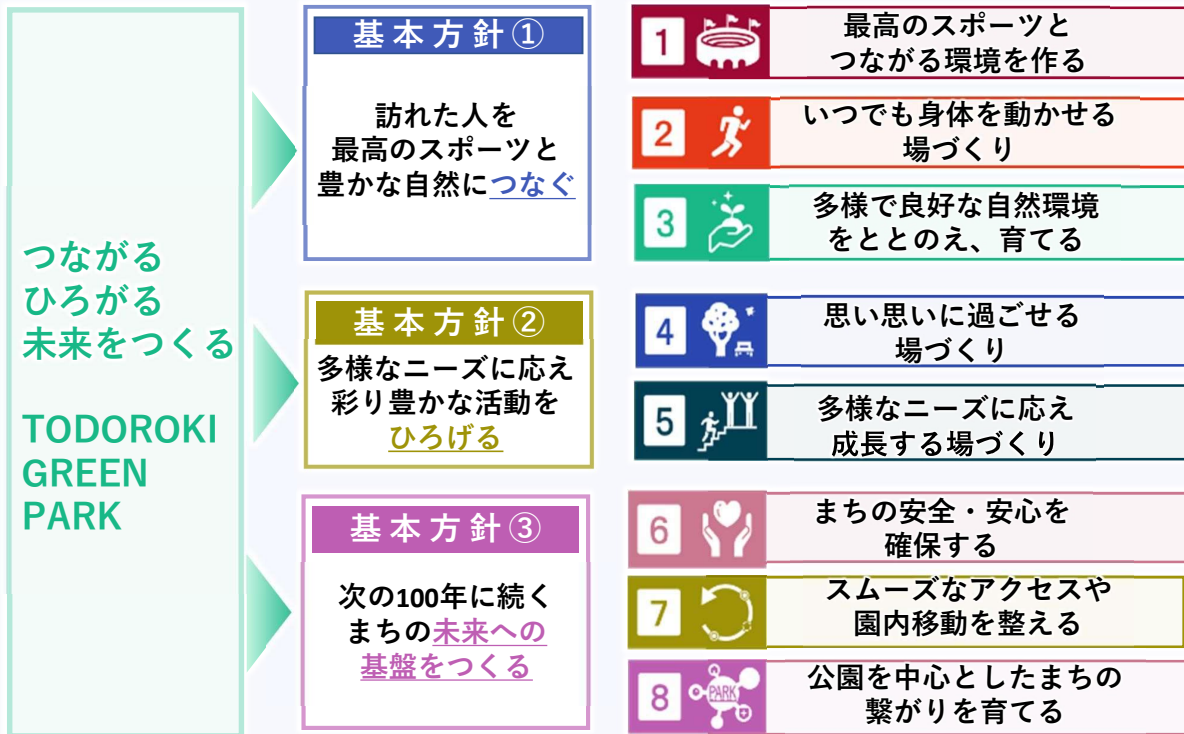 つながる
ひろがる
未来をつくる
TODOROKI
GREEN
PARK
基本方針①
訪れた人を
最高のスポーツと
豊かな自然につなぐ
基本方針②
多様なニーズに応え
彩り豊かな活動を
ひろげる
基本方針③
次の100年に続く
まちの未来への
基盤をつくる
1
最高のスポーツと
つながる環境を作る
2
いつでも身体を動かせる
場づくり
3
多様で良好な自然環境
をととのえ、育てる
4
思い思いに過ごせる
場づくり
5
多様なニーズに応え
成長する場づくり
6
まちの安全・安心を
確保する
7
スムーズなアクセスや
園内移動を整える
8
PARK
公園を中心としたまちの
繋がりを育てる